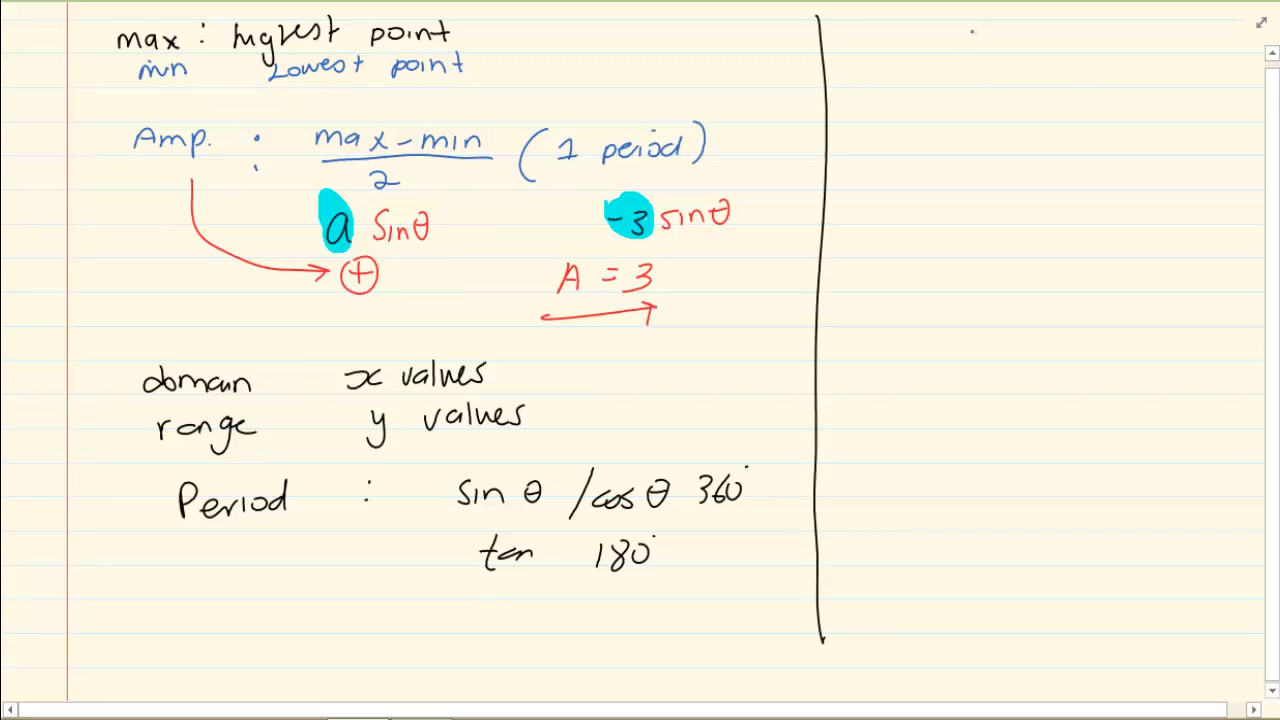 max : highest point
min Lowest point
Amp. : max - min / 2 (1 period)
a sinθ -3 sinθ
+ A = 3
domain x values
range y values
Period : sin θ / cos θ 360°
tan 180°